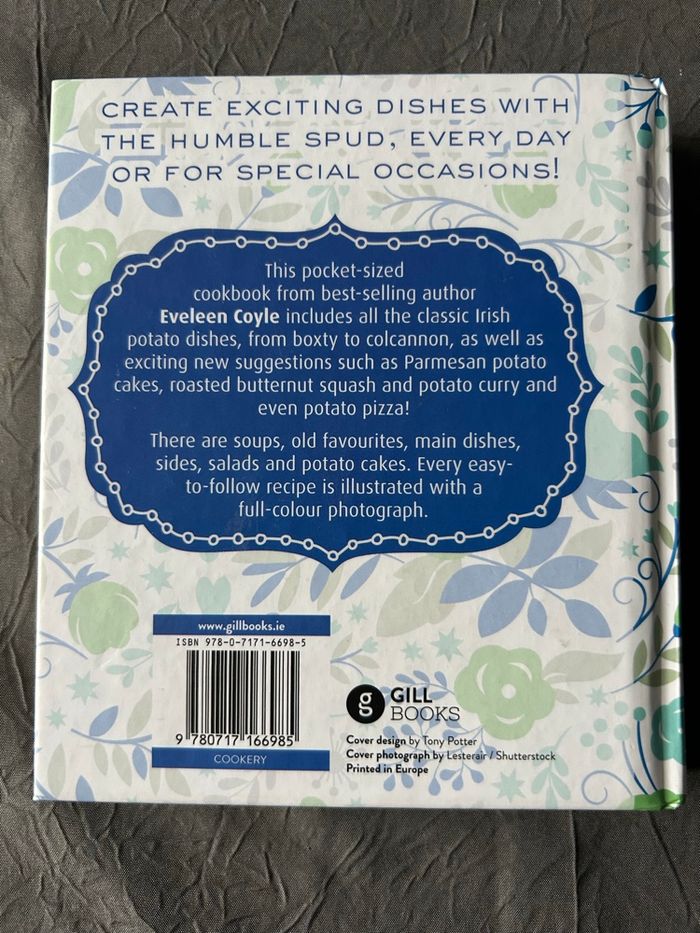 CREATE EXCITING DISHES WITH
THE HUMBLE SPUD, EVERY DAY
OR FOR SPECIAL OCCASIONS!
This pocket-sized
cookbook from best-selling author
Eveleen Coyle includes all the classic Irish
potato dishes, from boxty to colcannon, as well as
exciting new suggestions such as Parmesan potato
cakes, roasted butternut squash and potato curry and
even potato pizza!
There are soups, old favourites, main dishes,
sides, salads and potato cakes. Every easy-
to-follow recipe is illustrated with a
full-colour photograph.
www.gillbooks.ie
ISBN 978-0-7171-6698-5
9 780717 166985
COOKERY
g GILL
BOOKS
Cover design by Tony Potter
Cover photograph by Lesterair / Shutterstock
Printed in Europe